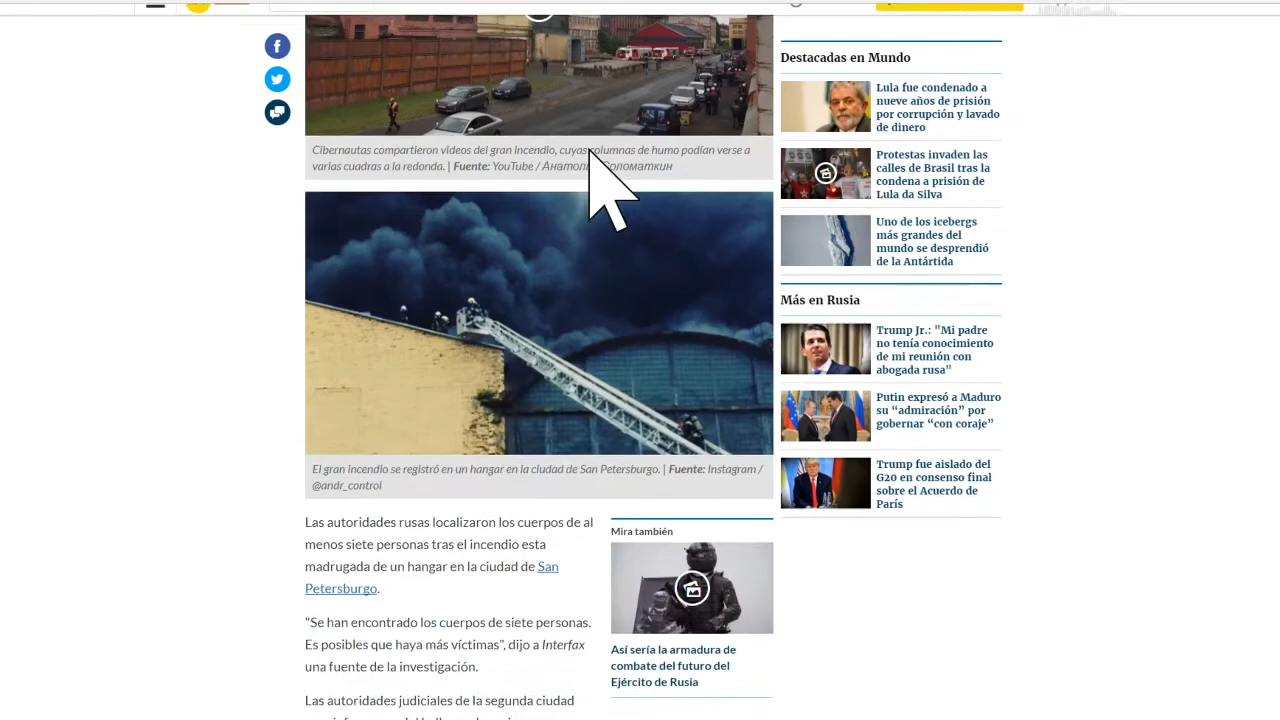 Cibernautas compartieron videos del gran incendio, cuyas columnas de humo podían verse a
varias cuadras a la redonda. | Fuente: YouTube /
El gran incendio se registró en un hangar en la ciudad de San Petersburgo. | Fuente: Instagram /
@andr_control
Las autoridades rusas localizaron los cuerpos de al
menos siete personas tras el incendio esta
madrugada de un hangar en la ciudad de San
Petersburgo.
"Se han encontrado los cuerpos de siete personas.
Es posibles que haya más víctimas", dijo a Interfax
una fuente de la investigación.
Las autoridades judiciales de la segunda ciudad
Mira también
Así sería la armadura de
combate del futuro del
Ejército de Rusia
Destacadas en Mundo
Lula fue condenado a
nueve años de prisión
por corrupción y lavado
de dinero
Protestas invaden las
calles de Brasil tras la
condena a prisión de
Lula da Silva
Uno de los icebergs
más grandes del
mundo se desprendió
de la Antártida
Más en Rusia
Trump Jr.: "Mi padre
no tenía conocimiento
de mi reunión con
abogada rusa"
Putin expresó a Maduro
su “admiración” por
gobernar “con coraje”
Trump fue aislado del
G20 en consenso final
sobre el Acuerdo de
París